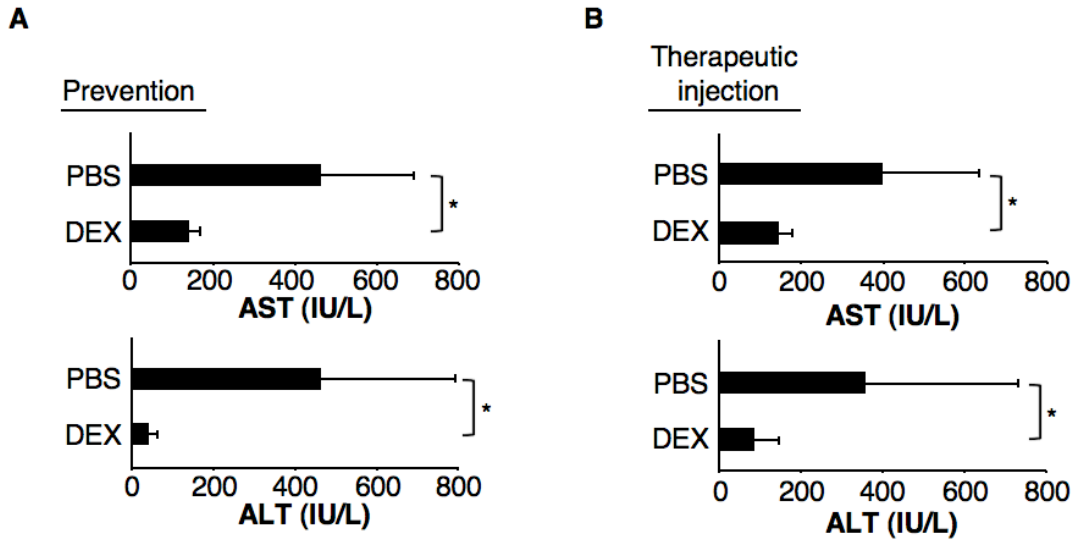 A
Prevention
PBS
*
DEX
0 200 400 600 800
AST (IU/L)
PBS
*
DEX
0 200 400 600 800
ALT (IU/L)
B
Therapeutic
injection
PBS
*
DEX
0 200 400 600 800
AST (IU/L)
PBS
*
DEX
0 200 400 600 800
ALT (IU/L)